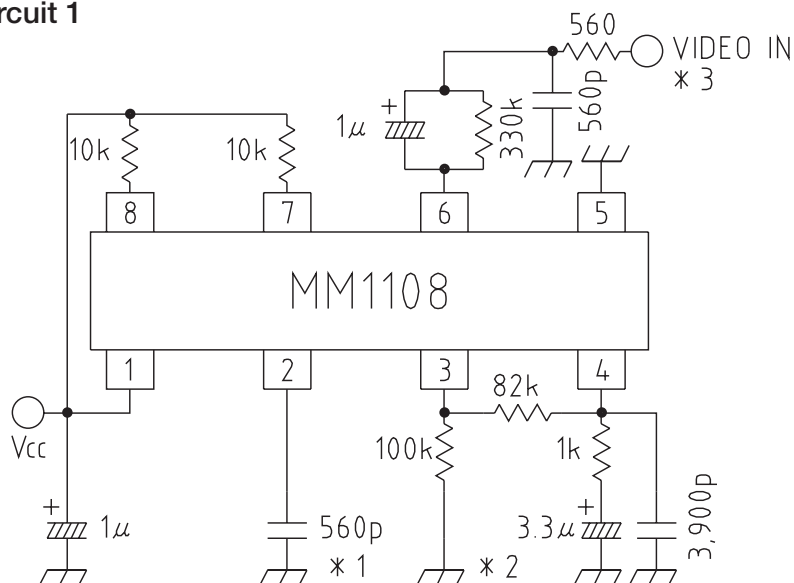 rcuit 1
560
VIDEO IN
* 3
560p
330k
+
1μ
10k
10k
8
7
6
5
MM1108
1
2
3
4
82k
Vcc
100k
1k
+
1μ
560p
* 1
* 2
+
3.3μ
3,900p